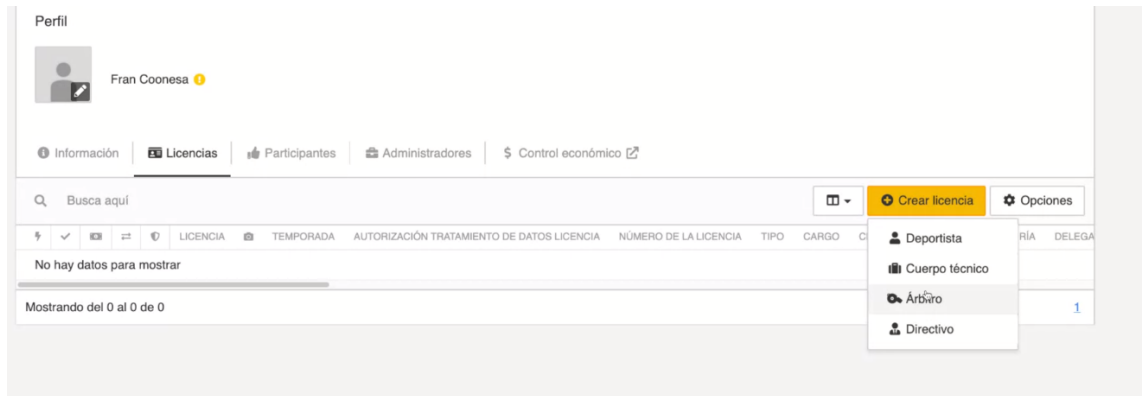 Perfil
Fran Coonesa
Información Licencias Participantes Administradores $ Control económico
Busca aquí Crear licencia Opciones
LICENCIA TEMPORADA AUTORIZACIÓN TRATAMIENTO DE DATOS LICENCIA NÚMERO DE LA LICENCIA TIPO CARGO C RÍA DELEGA
Deportista
No hay datos para mostrar
Cuerpo técnico
Árbitro
Mostrando del 0 al 0 de 0 1
Directivo